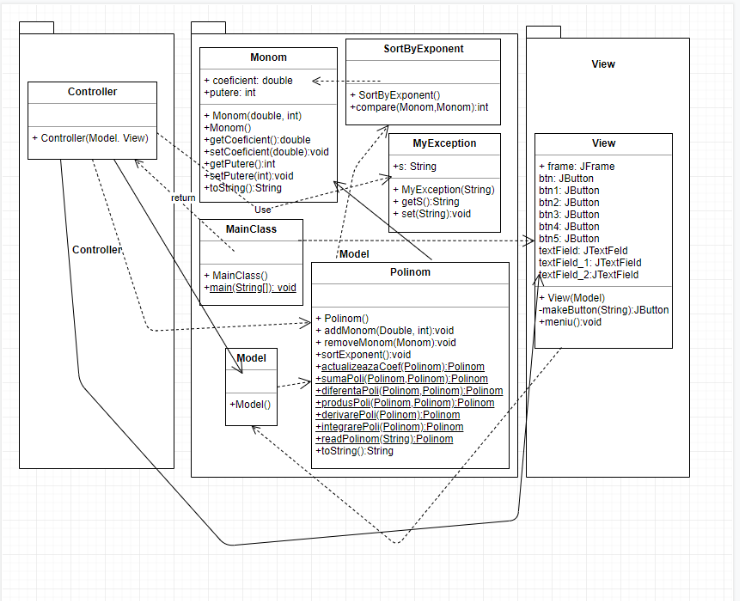 Controller
+ Controller(Model. View)
Controller
return
Use
Model
Monom
+ coeficient: double
+putere: int
+ Monom(double, int)
+Monom()
+getCoeficient():double
+setCoeficient(double):void
+getPutere():int
+setPutere(int):void
+toString():String
SortByExponent
+ SortByExponent()
+compare(Monom,Monom):int
MyException
+s: String
+ MyException(String)
+ getS():String
+ set(String):void
MainClass
+ MainClass()
+main(String[]): void
Model
+Model()
Polinom
+ Polinom()
+ addMonom(Double, int):void
+ removeMonom(Monom):void
+sortExponent():void
+actualizeazaCoef(Polinom):Polinom
+sumaPoli(Polinom,Polinom):Polinom
+diferentaPoli(Polinom,Polinom):Polinom
+produsPoli(Polinom,Polinom):Polinom
+derivarePoli(Polinom):Polinom
+integrarePoli(Polinom):Polinom
+readPolinom(String):Polinom
+toString():String
View
View
+ frame: JFrame
btn: JButton
btn1: JButton
btn2: JButton
btn3: JButton
btn4: JButton
btn5: JButton
textField: JTextFeld
textField_1: JTextField
textField_2:JTextField
+ View(Model)
-makeButton(String):JButton
+meniu():void